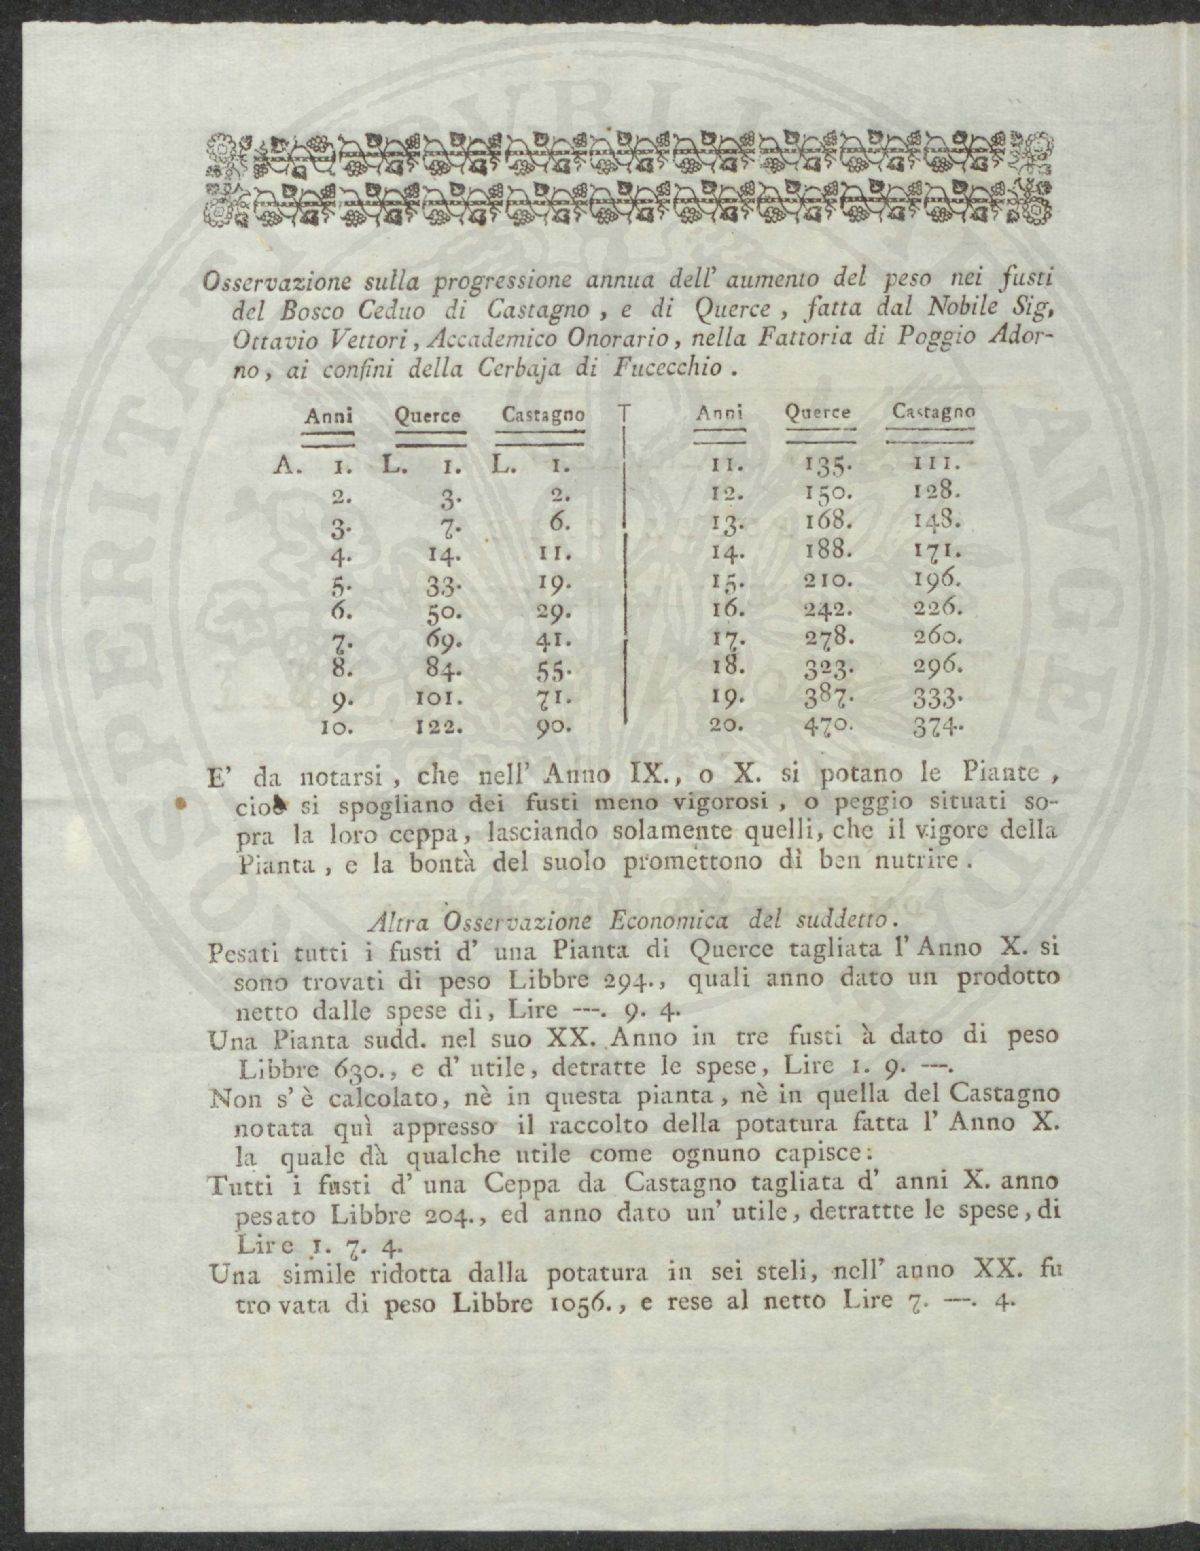 Osservazione sulla progressione annua dell' aumento del peso nei fusti
del Bosco Ceduo di Castagno, e di Querce, fatta dal Nobile Sig.
Ottavio Vettori, Accademico Onorario, nella Fattoria di Poggio Ador-
no, ai confini della Cerbaja di Fucecchio.
Anni Querce Castagno T Anni Querce Castagno
A. 1. L. 1. L. 1. 11. 135. 111.
2. 3. 2. 12. 150. 128.
3. 7. 6. 13. 168. 148.
4. 14. 11. 14. 188. 171.
5. 33. 19. 15. 210. 196.
6. 50. 29. 16. 242. 226.
7. 69. 41. 17. 278. 260.
8. 84. 55. 18. 323. 296.
9. 101. 71. 19. 387. 333.
10. 122. 90. 20. 470. 374.
E' da notarsi, che nell' Anno IX., o X. si potano le Piante,
cioè si spogliano dei fusti meno vigorosi, o peggio situati so-
pra la loro ceppa, lasciando solamente quelli, che il vigore della
Pianta, e la bontà del suolo promettono dì ben nutrire.
Altra Osservazione Economica del suddetto.
Pesati tutti i fusti d' una Pianta di Querce tagliata l' Anno X. si
sono trovati di peso Libbre 294., quali anno dato un prodotto
netto dalle spese di, Lire ---. 9. 4.
Una Pianta sudd. nel suo XX. Anno in tre fusti à dato di peso
Libbre 630., e d' utile, detratte le spese, Lire 1. 9. ---.
Non s' è calcolato, nè in questa pianta, nè in quella del Castagno
notata quì appresso il raccolto della potatura fatta l' Anno X.
la quale dà qualche utile come ognuno capisce:
Tutti i fusti d' una Ceppa da Castagno tagliata d' anni X. anno
pesato Libbre 204., ed anno dato un' utile, detrattte le spese, di
Lire 1. 7. 4.
Una simile ridotta dalla potatura in sei steli, nell' anno XX. fu
trovata di peso Libbre 1056., e rese al netto Lire 7. ---. 4.